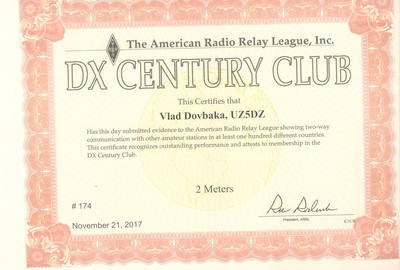 The American Radio Relay League, Inc.
DX CENTURY CLUB
This Certifies that
Vlad Dovbaka, UZ5DZ
Has this day submitted evidence to the American Radio Relay League showing two-way
communication with other amateur stations in at least one hundred different countries.
This certificate recognizes outstanding performance and attests to membership in the
DX Century Club.
2 Meters
# 174
November 21, 2017
President, ARRL